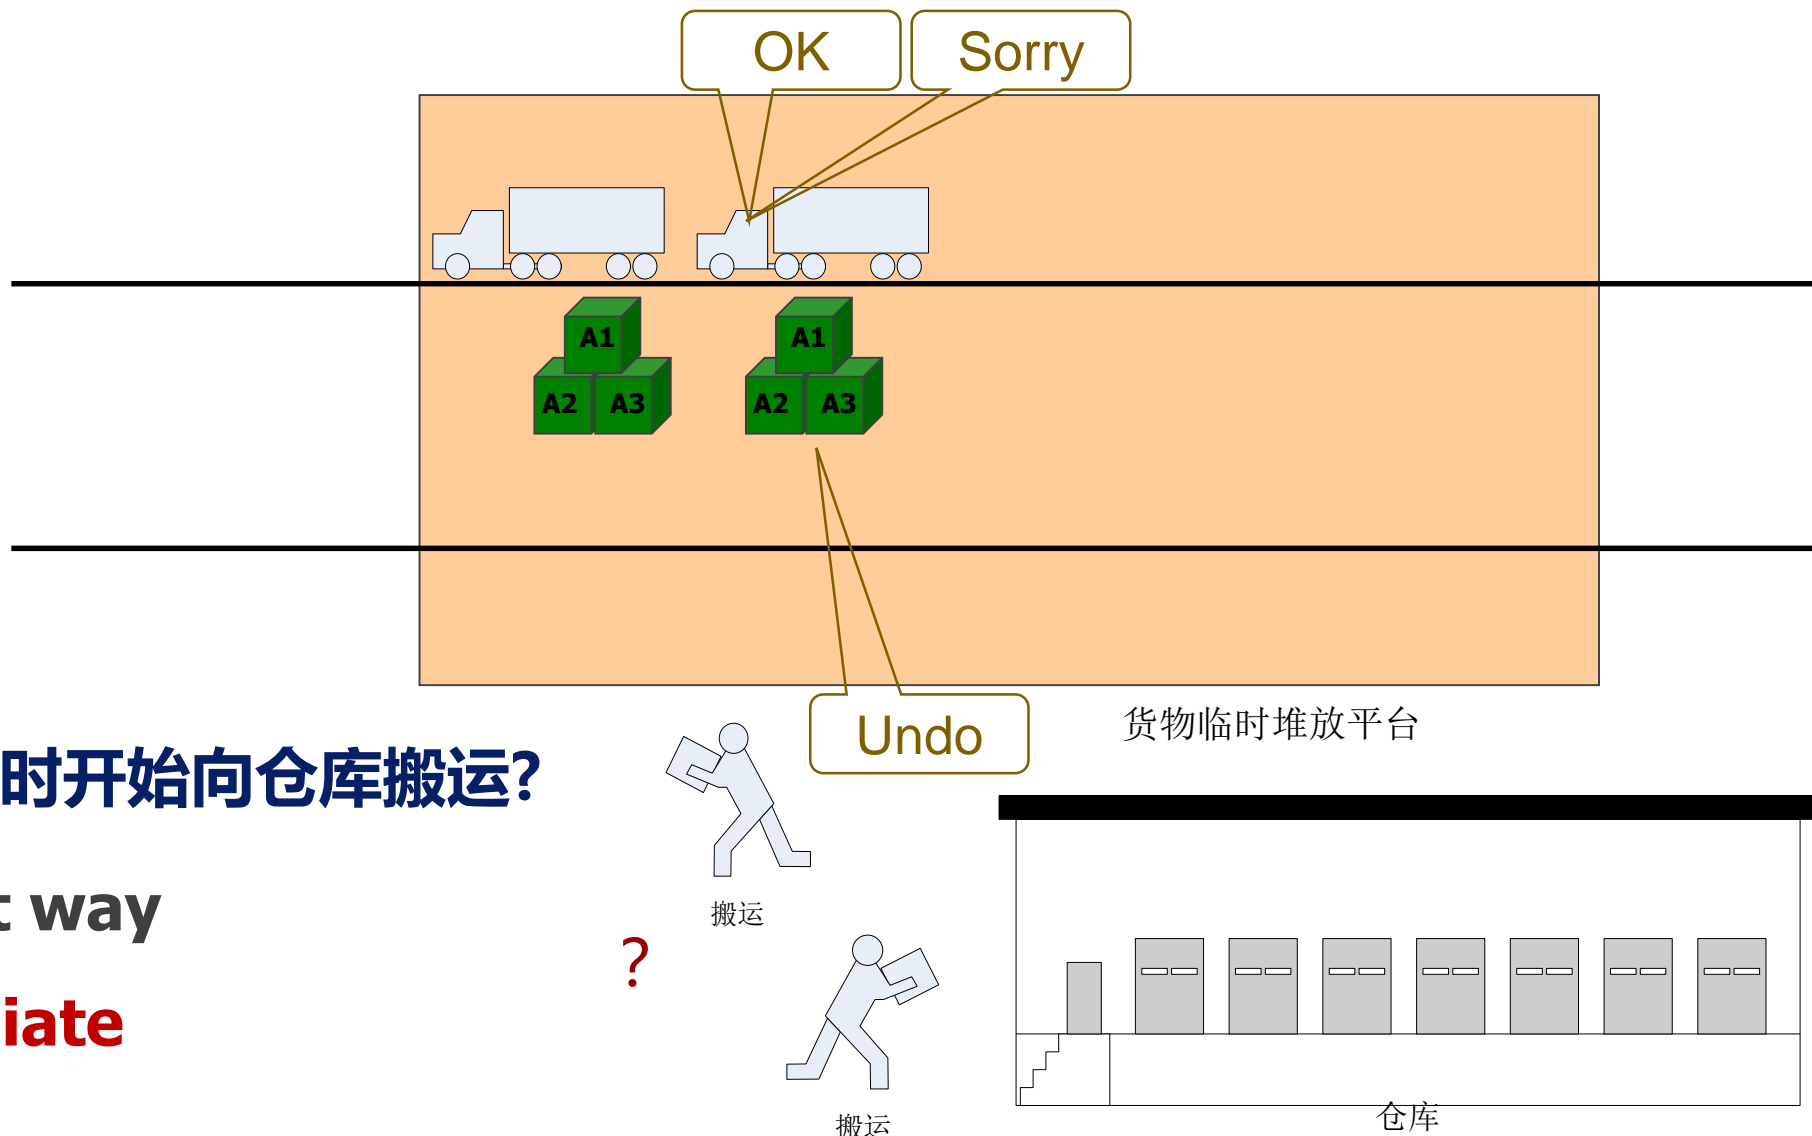 OK
Sorry
A1
A1
A2 A3
A2 A3
Undo
货物临时堆放平台
时开始向仓库搬运?
搬运
t way
?
iate
搬运
仓库